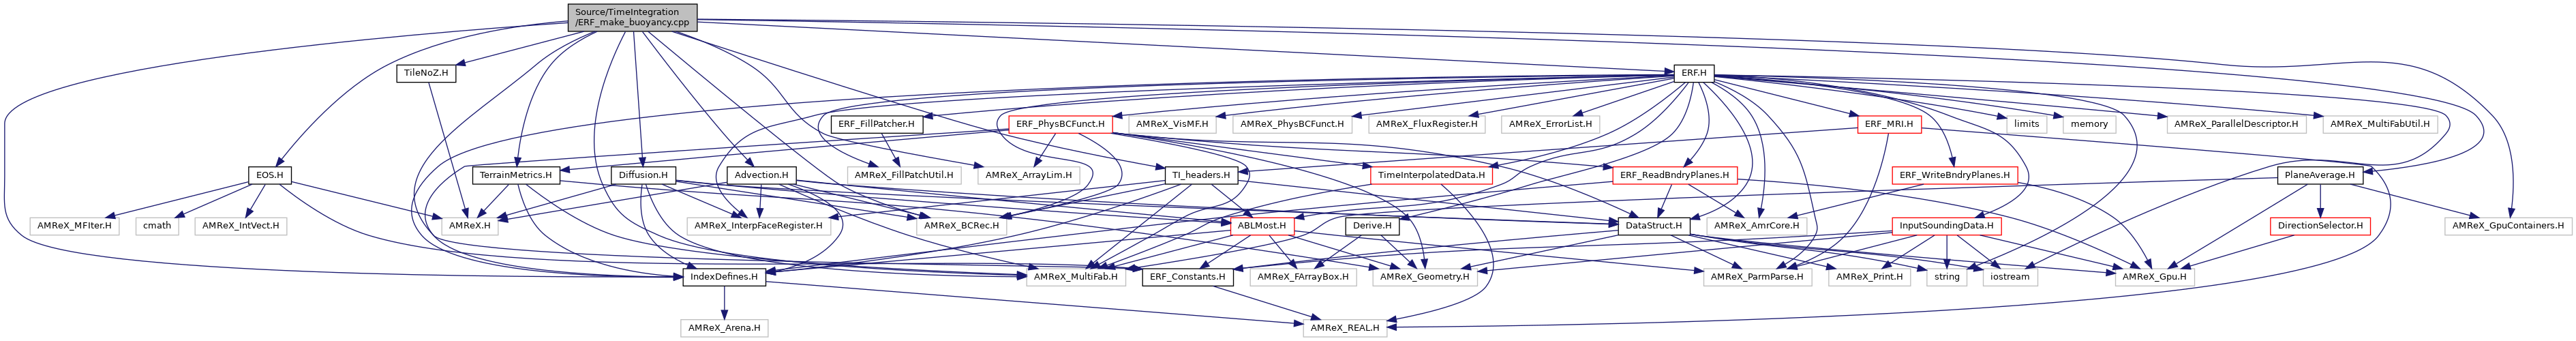 Source/TimeIntegration
/ERF_make_buoyancy.cpp
TileNoZ.H
ERF.H
ERF_FillPatcher.H
ERF_PhysBCFunct.H
AMReX_VisMF.H
AMReX_PhysBCFunct.H
AMReX_FluxRegister.H
AMReX_ErrorList.H
ERF_MRI.H
limits
memory
AMReX_ParallelDescriptor.H
AMReX_MultiFabUtil.H
EOS.H
TerrainMetrics.H
Diffusion.H
Advection.H
AMReX_FillPatchUtil.H
AMReX_ArrayLim.H
TI_headers.H
TimeInterpolatedData.H
ERF_ReadBndryPlanes.H
ERF_WriteBndryPlanes.H
PlaneAverage.H
AMReX_MFIter.H
cmath
AMReX_IntVect.H
AMReX.H
AMReX_InterpFaceRegister.H
AMReX_BCRec.H
ABLMost.H
Derive.H
DataStruct.H
AMReX_AmrCore.H
InputSoundingData.H
DirectionSelector.H
AMReX_GpuContainers.H
IndexDefines.H
AMReX_MultiFab.H
ERF_Constants.H
AMReX_FArrayBox.H
AMReX_Geometry.H
AMReX_ParmParse.H
AMReX_Print.H
string
iostream
AMReX_Gpu.H
AMReX_Arena.H
AMReX_REAL.H